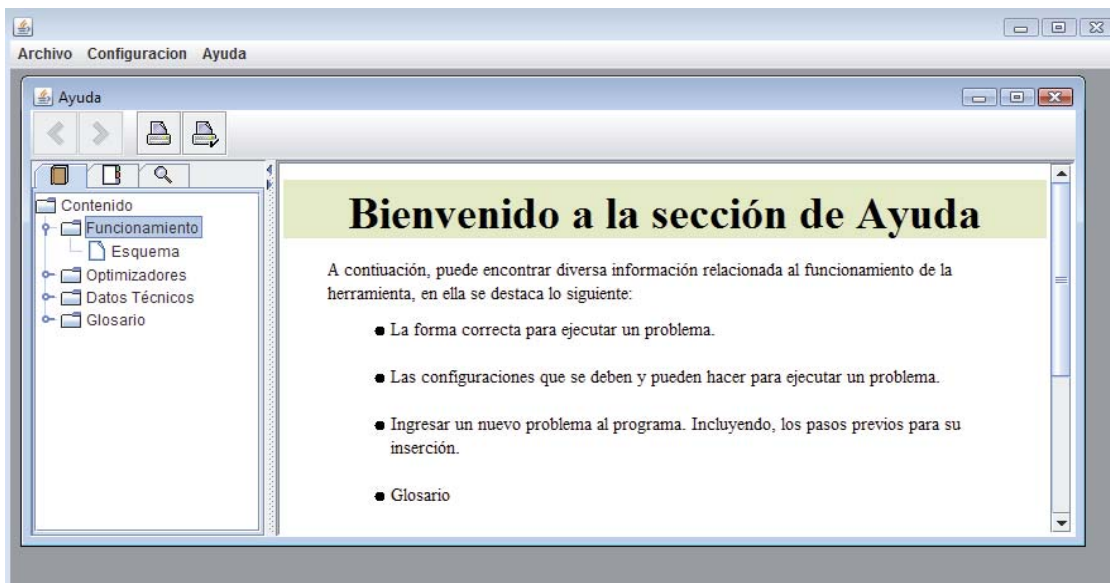 Archivo Configuracion Ayuda
Ayuda
Contenido
Funcionamiento
Esquema
Optimizadores
Datos Técnicos
Glosario
Bienvenido a la sección de Ayuda
A contiuación, puede encontrar diversa información relacionada al funcionamiento de la
herramienta, en ella se destaca lo siguiente:
La forma correcta para ejecutar un problema.
Las configuraciones que se deben y pueden hacer para ejecutar un problema.
Ingresar un nuevo problema al programa. Incluyendo, los pasos previos para su
inserción.
Glosario